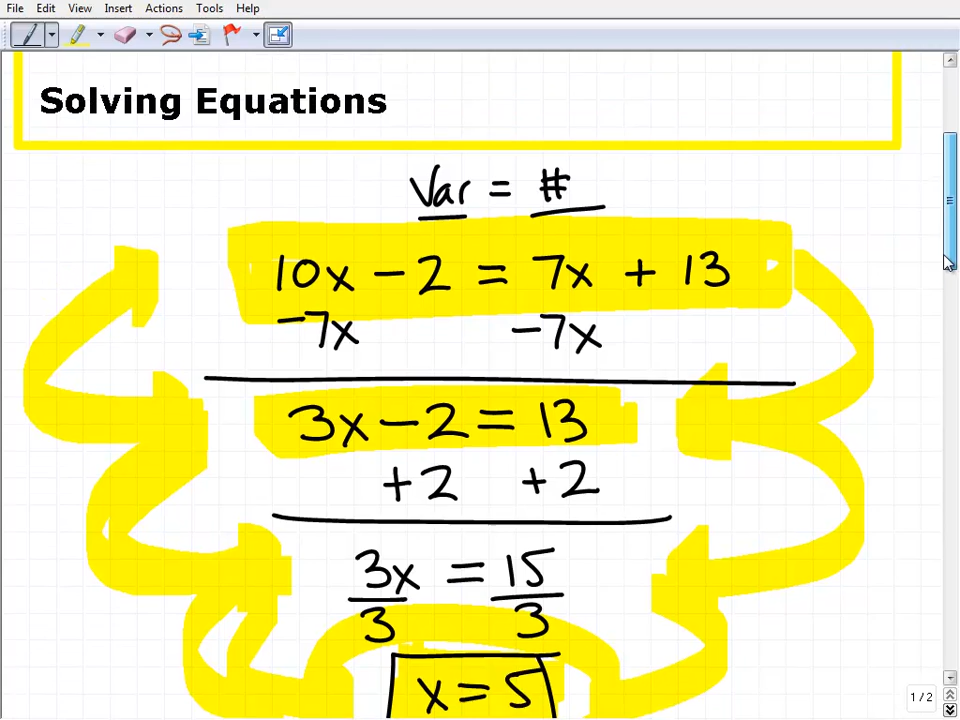 File Edit View Insert Actions Tools Help
Solving Equations
Var = #
10x - 2 = 7x + 13
-7x -7x
3x - 2 = 13
+2 +2
3x = 15
3 3
x = 5
1 / 2